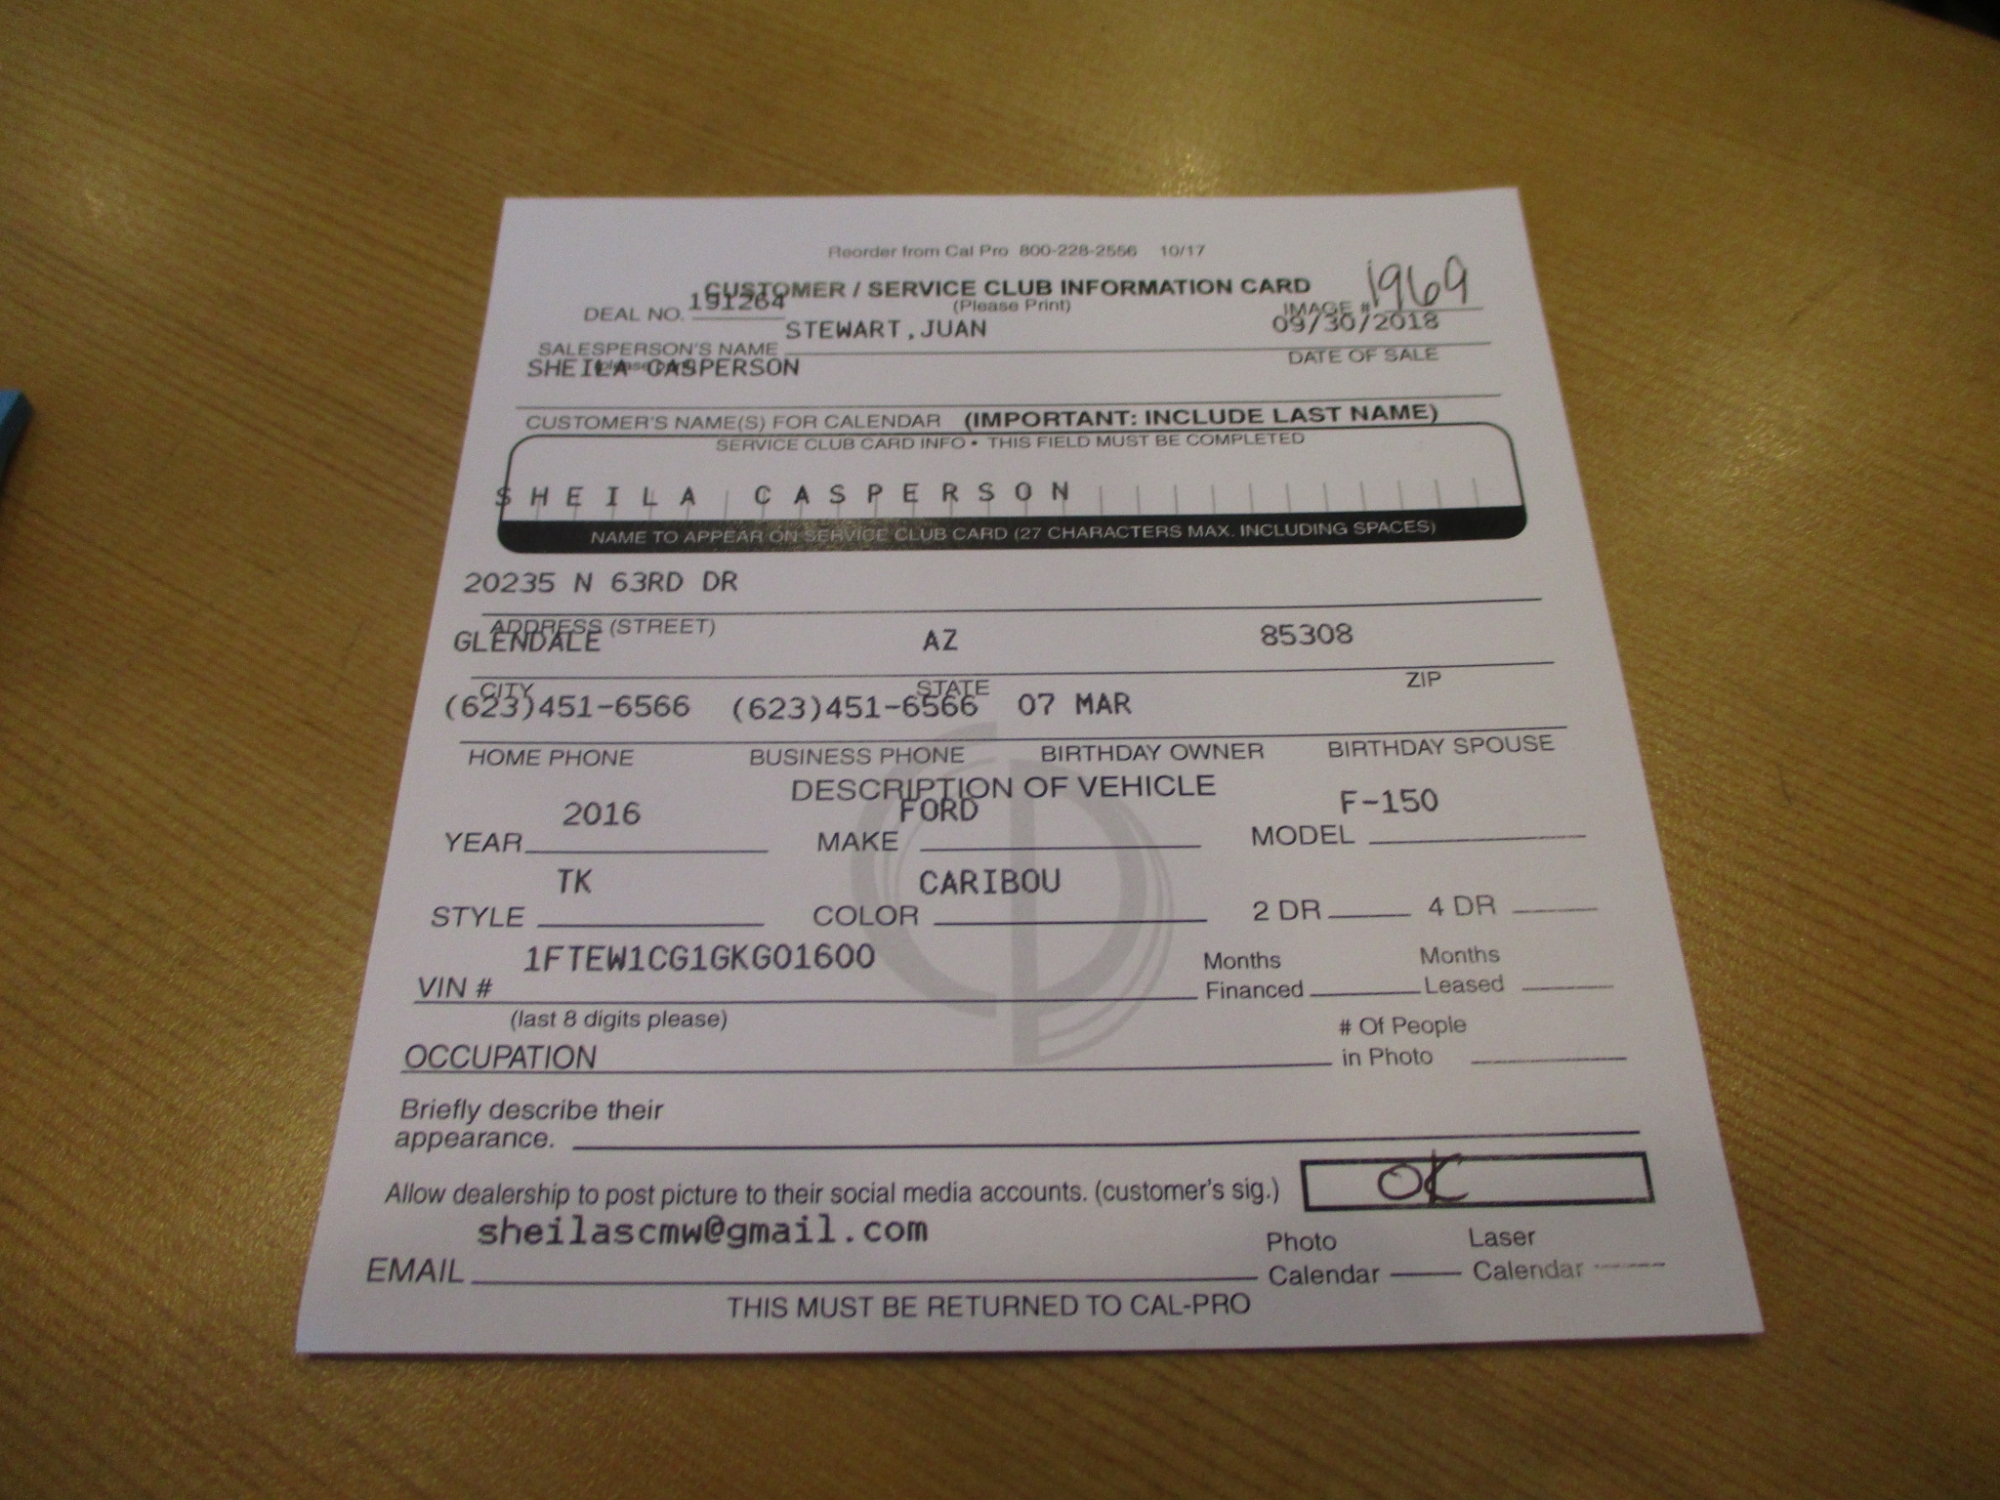 Reorder from Cal Pro 800-228-2556 10/17
CUSTOMER / SERVICE CLUB INFORMATION CARD
(Please Print)
DEAL NO. 191264
IMAGE # 1969
STEWART,JUAN 09/30/2018
SALESPERSON'S NAME DATE OF SALE
SHEILA CASPERSON
CUSTOMER'S NAME(S) FOR CALENDAR (IMPORTANT: INCLUDE LAST NAME)
SERVICE CLUB CARD INFO • THIS FIELD MUST BE COMPLETED
SHEILA CASPERSON
NAME TO APPEAR ON SERVICE CLUB CARD (27 CHARACTERS MAX. INCLUDING SPACES)
20235 N 63RD DR
ADDRESS (STREET)
GLENDALE AZ 85308
CITY STATE ZIP
(623)451-6566 (623)451-6566 07 MAR
HOME PHONE BUSINESS PHONE BIRTHDAY OWNER BIRTHDAY SPOUSE
DESCRIPTION OF VEHICLE
2016 FORD F-150
YEAR MAKE MODEL
TK CARIBOU
STYLE COLOR 2 DR 4 DR
1FTEW1CG1GKG01600
VIN # Months Financed Months Leased
(last 8 digits please)
OCCUPATION # Of People in Photo
Briefly describe their
appearance.
Allow dealership to post picture to their social media accounts. (customer's sig.) OK
sheilascmw@gmail.com
EMAIL Photo Calendar Laser Calendar
THIS MUST BE RETURNED TO CAL-PRO